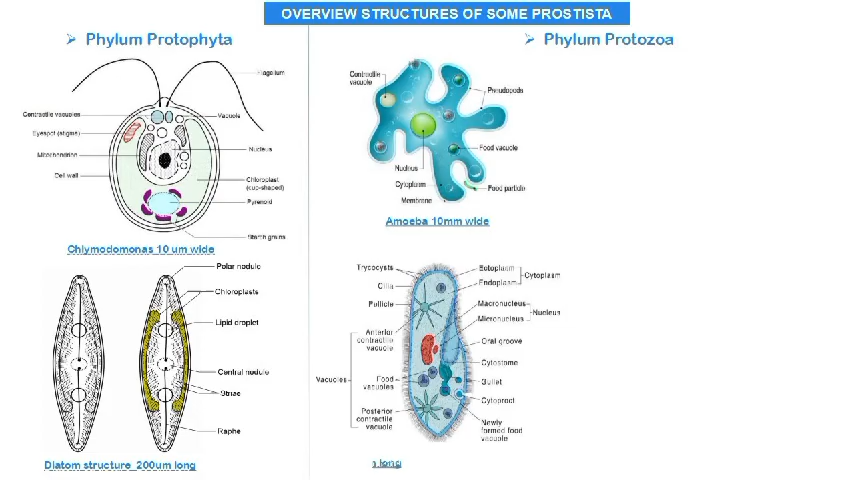 OVERVIEW STRUCTURES OF SOME PROSTISTA
➢ Phylum Protophyta
Flagellum
Contractile vacuoles
Vacuole
Eyespot (stigma)
Nucleus
Mitochondrion
Cell wall
Chloroplast
(cup-shaped)
Pyrenoid
Starch grains
Chlymodomonas 10 um wide
Polar nodule
Chloroplasts
Lipid droplet
Central nodule
Striae
Raphe
Diatom structure 200um long
➢ Phylum Protozoa
Contractile
vacuole
Pseudopods
Food vacuole
Nucleus
Cytoplasm
Food particle
Membrane
Amoeba 10mm wide
Trycocysts
Ectoplasm
Cytoplasm
Cilia
Endoplasm
Pellicle
Macronucleus
Nucleus
Micronucleus
Anterior
contractile
vacuole
Oral groove
Cytostome
Vacuoles
Food
vacuoles
Gullet
Cytoproct
Posterior
contractile
vacuole
Newly
formed food
vacuole
long